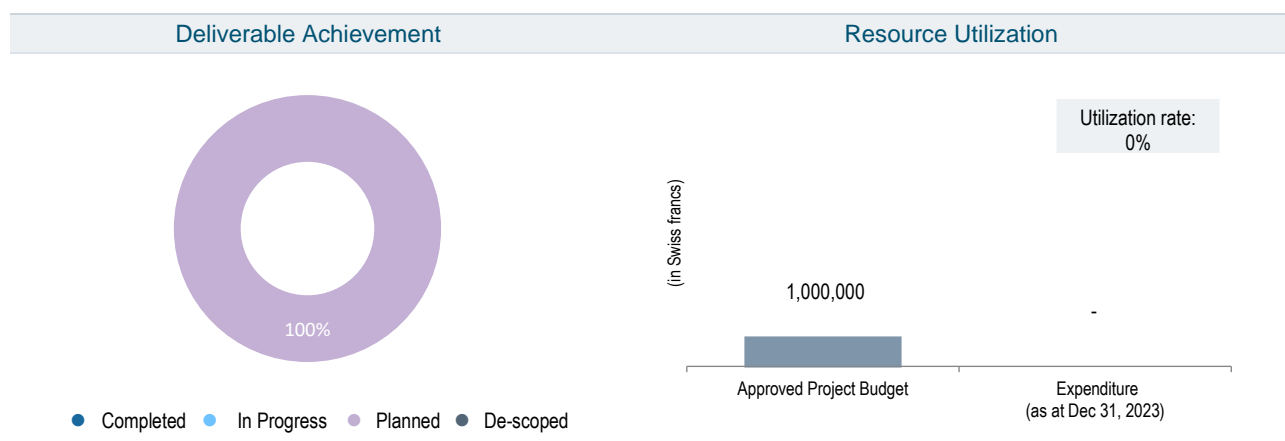 Deliverable Achievement
Resource Utilization
100%
Completed
In Progress
Planned
De-scoped
Utilization rate:
0%
(in Swiss francs)
1,000,000
-
Approved Project Budget
Expenditure
(as at Dec 31, 2023)